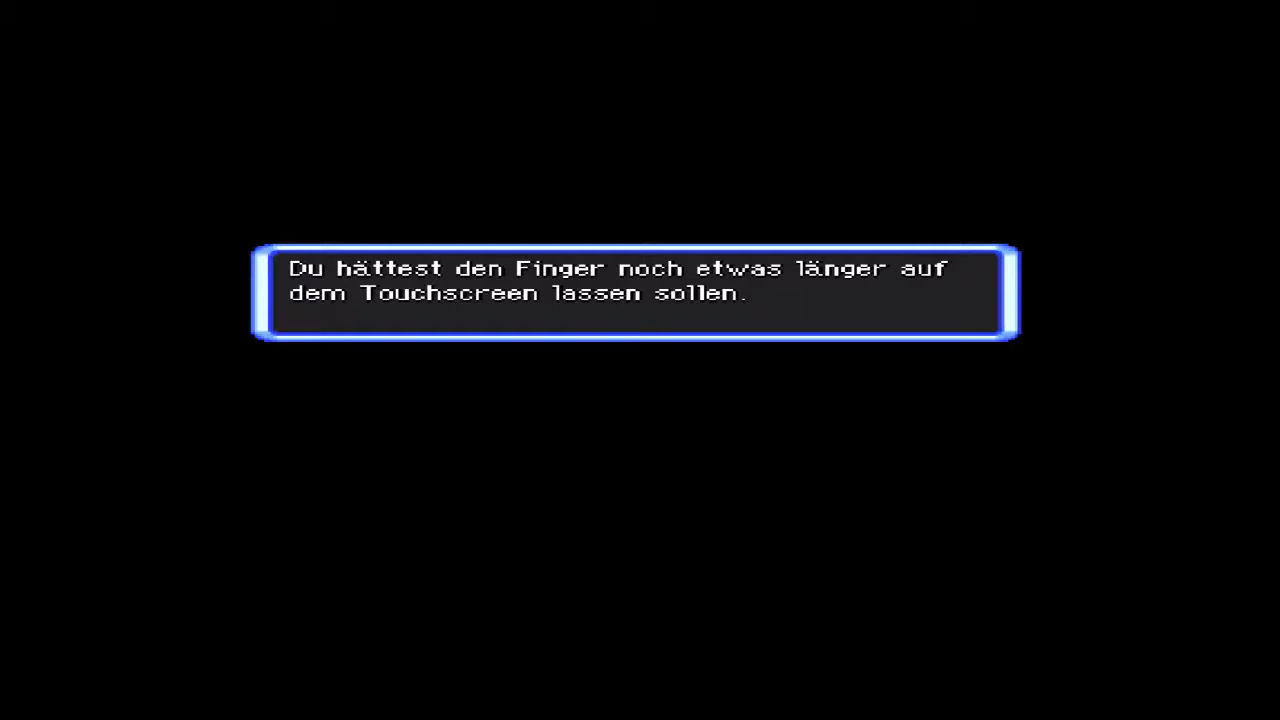 Du hättest den Finger noch etwas länger auf
dem Touchscreen lassen sollen.